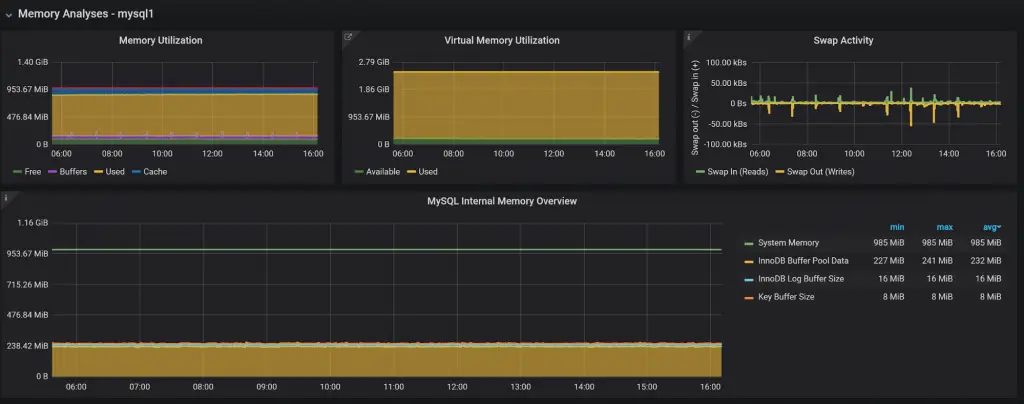 Memory Analyses - mysql1
Memory Utilization
1.40 GiB
953.67 MiB
476.84 MiB
0 B
06:00 08:00 10:00 12:00 14:00 16:00
Free Buffers Used Cache
Virtual Memory Utilization
2.79 GiB
1.86 GiB
953.67 MiB
0 B
06:00 08:00 10:00 12:00 14:00 16:00
Available Used
Swap Activity
Swap out (-) / Swap in (+)
100.00 kBs
50.00 kBs
0 Bs
-50.00 kBs
-100.00 kBs
06:00 08:00 10:00 12:00 14:00 16:00
Swap In (Reads) Swap Out (Writes)
MySQL Internal Memory Overview
1.16 GiB
953.67 MiB
715.26 MiB
476.84 MiB
238.42 MiB
0 B
06:00 07:00 08:00 09:00 10:00 11:00 12:00 13:00 14:00 15:00 16:00
min max avg
System Memory 985 MiB 985 MiB 985 MiB
InnoDB Buffer Pool Data 227 MiB 241 MiB 232 MiB
InnoDB Log Buffer Size 16 MiB 16 MiB 16 MiB
Key Buffer Size 8 MiB 8 MiB 8 MiB